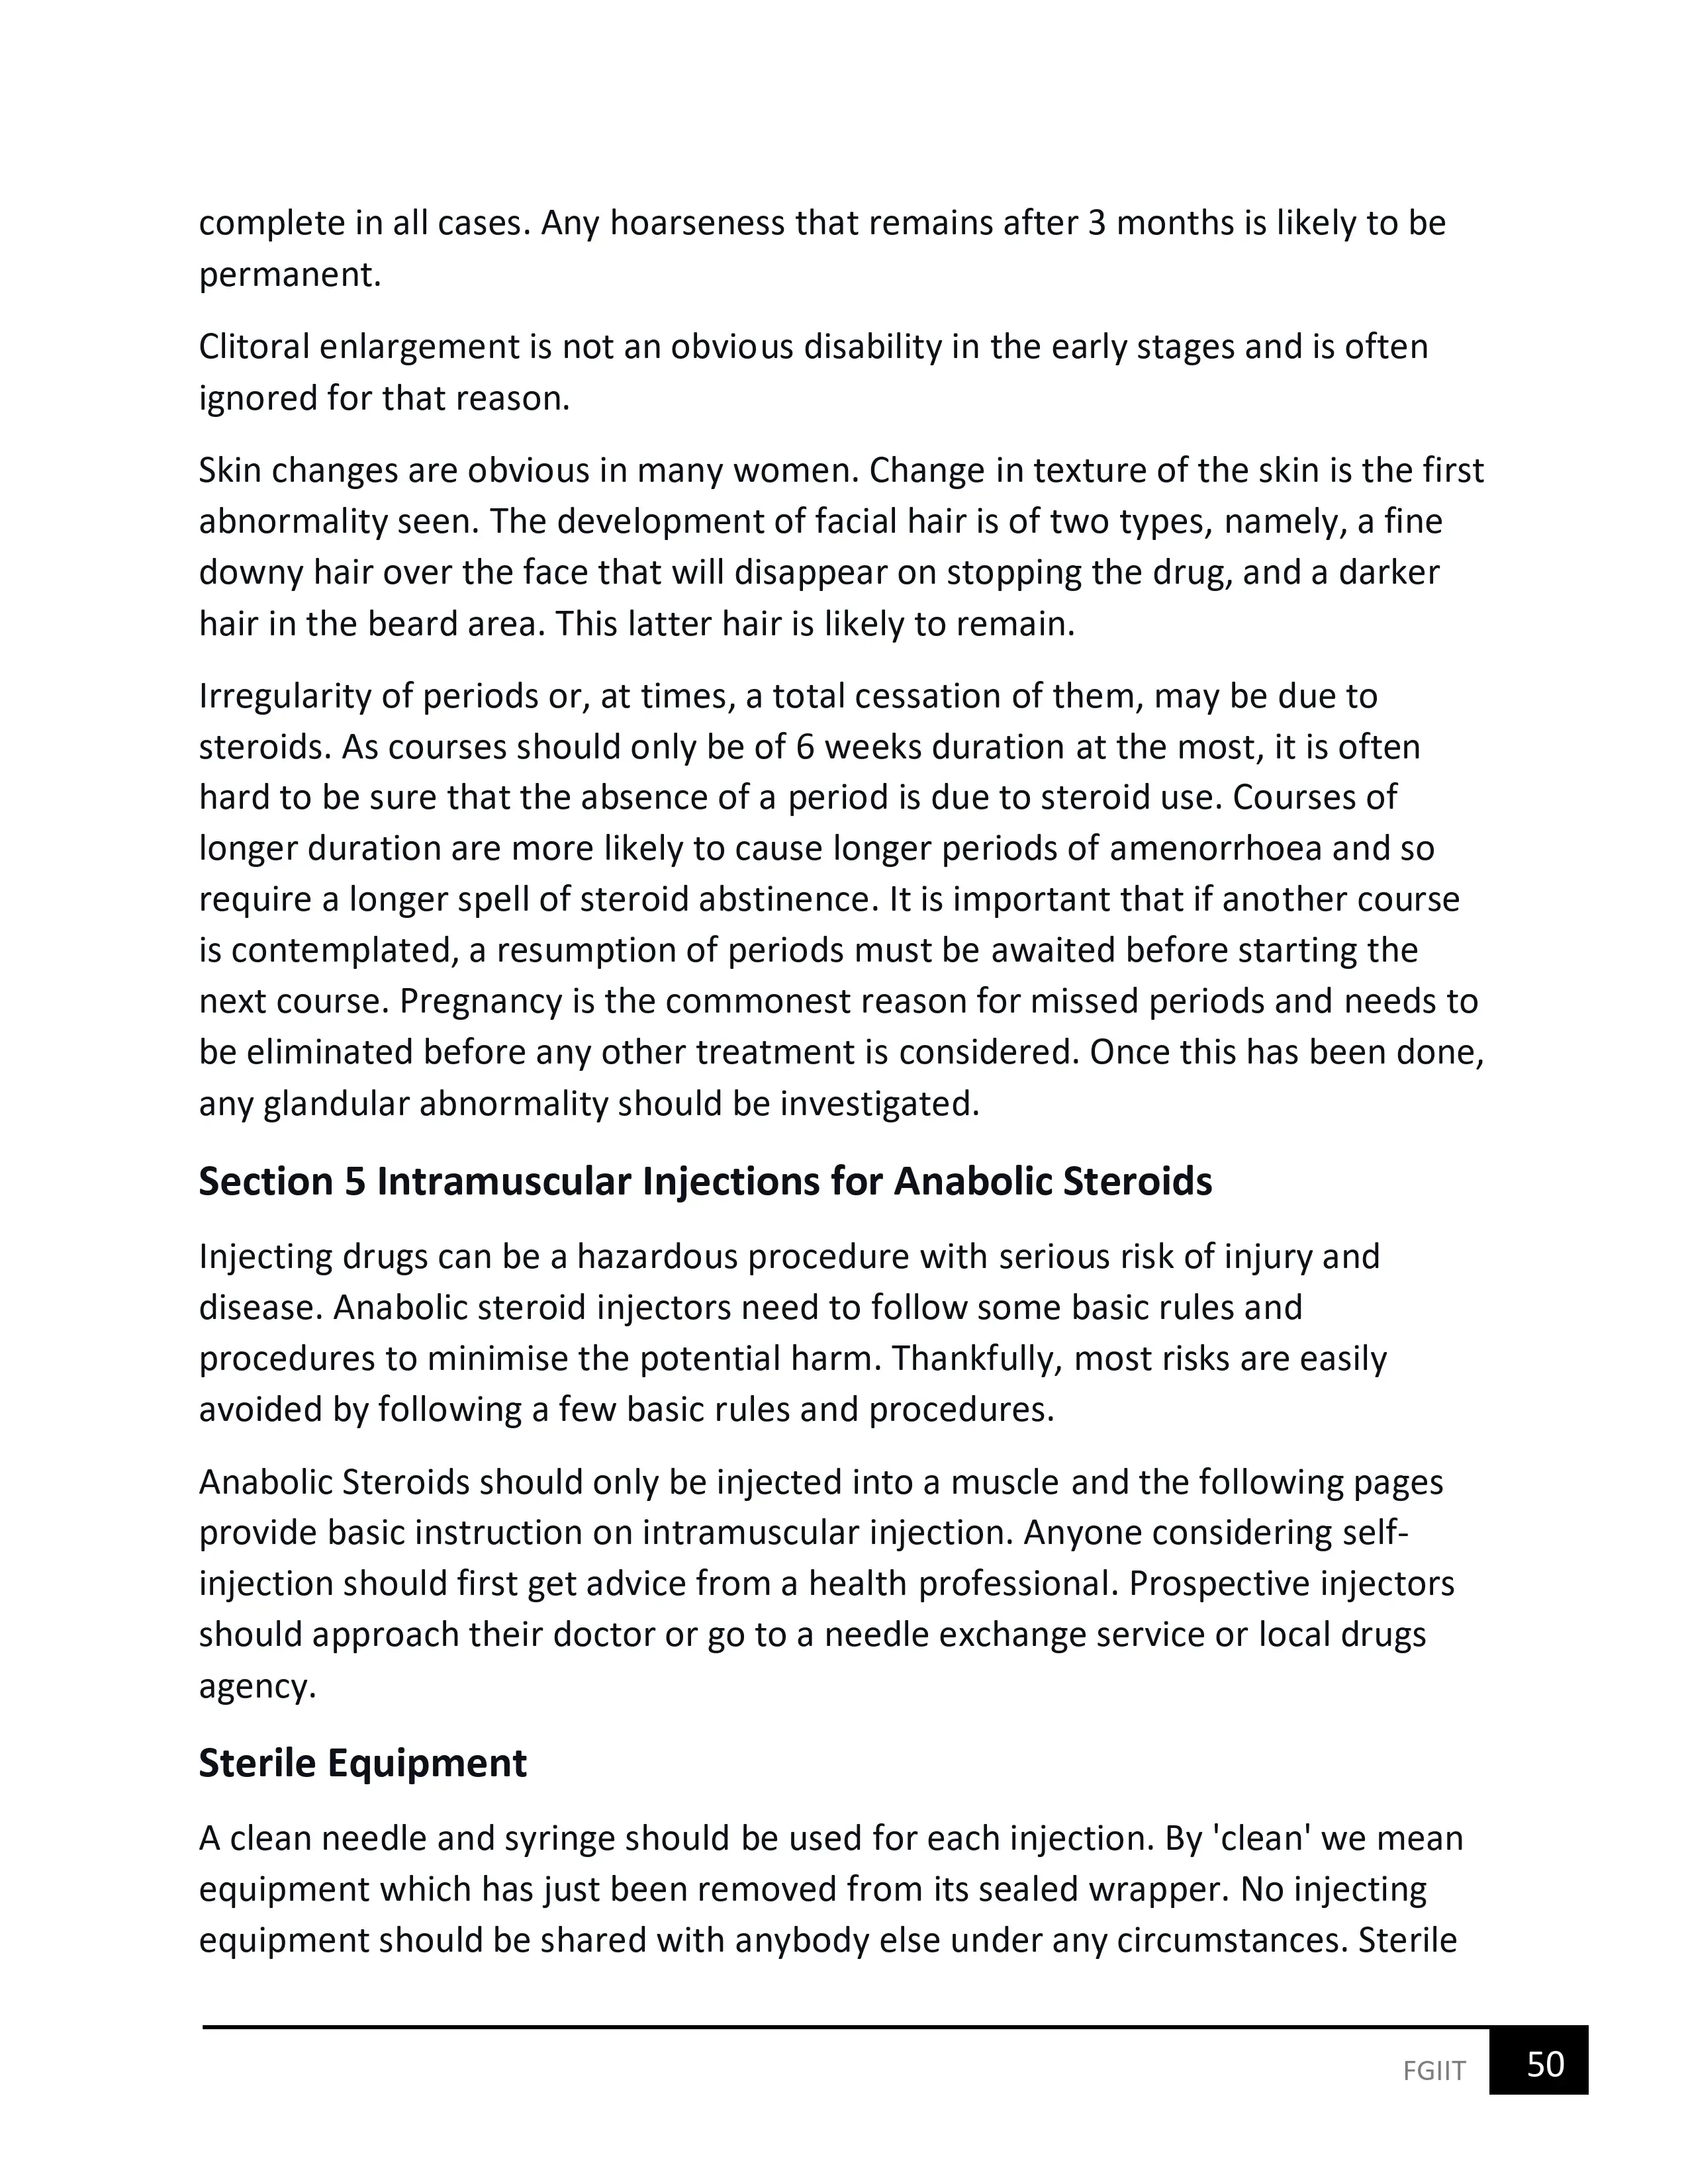 complete in all cases. Any hoarseness that remains after 3 months is likely to be
permanent.
Clitoral enlargement is not an obvious disability in the early stages and is often
ignored for that reason.
Skin changes are obvious in many women. Change in texture of the skin is the first
abnormality seen. The development of facial hair is of two types, namely, a fine
downy hair over the face that will disappear on stopping the drug, and a darker
hair in the beard area. This latter hair is likely to remain.
Irregularity of periods or, at times, a total cessation of them, may be due to
steroids. As courses should only be of 6 weeks duration at the most, it is often
hard to be sure that the absence of a period is due to steroid use. Courses of
longer duration are more likely to cause longer periods of amenorrhoea and so
require a longer spell of steroid abstinence. It is important that if another course
is contemplated, a resumption of periods must be awaited before starting the
next course. Pregnancy is the commonest reason for missed periods and needs to
be eliminated before any other treatment is considered. Once this has been done,
any glandular abnormality should be investigated.
Section 5 Intramuscular Injections for Anabolic Steroids
Injecting drugs can be a hazardous procedure with serious risk of injury and
disease. Anabolic steroid injectors need to follow some basic rules and
procedures to minimise the potential harm. Thankfully, most risks are easily
avoided by following a few basic rules and procedures.
Anabolic Steroids should only be injected into a muscle and the following pages
provide basic instruction on intramuscular injection. Anyone considering self-
injection should first get advice from a health professional. Prospective injectors
should approach their doctor or go to a needle exchange service or local drugs
agency.
Sterile Equipment
A clean needle and syringe should be used for each injection. By 'clean' we mean
equipment which has just been removed from its sealed wrapper. No injecting
equipment should be shared with anybody else under any circumstances. Sterile
FGIIT 50